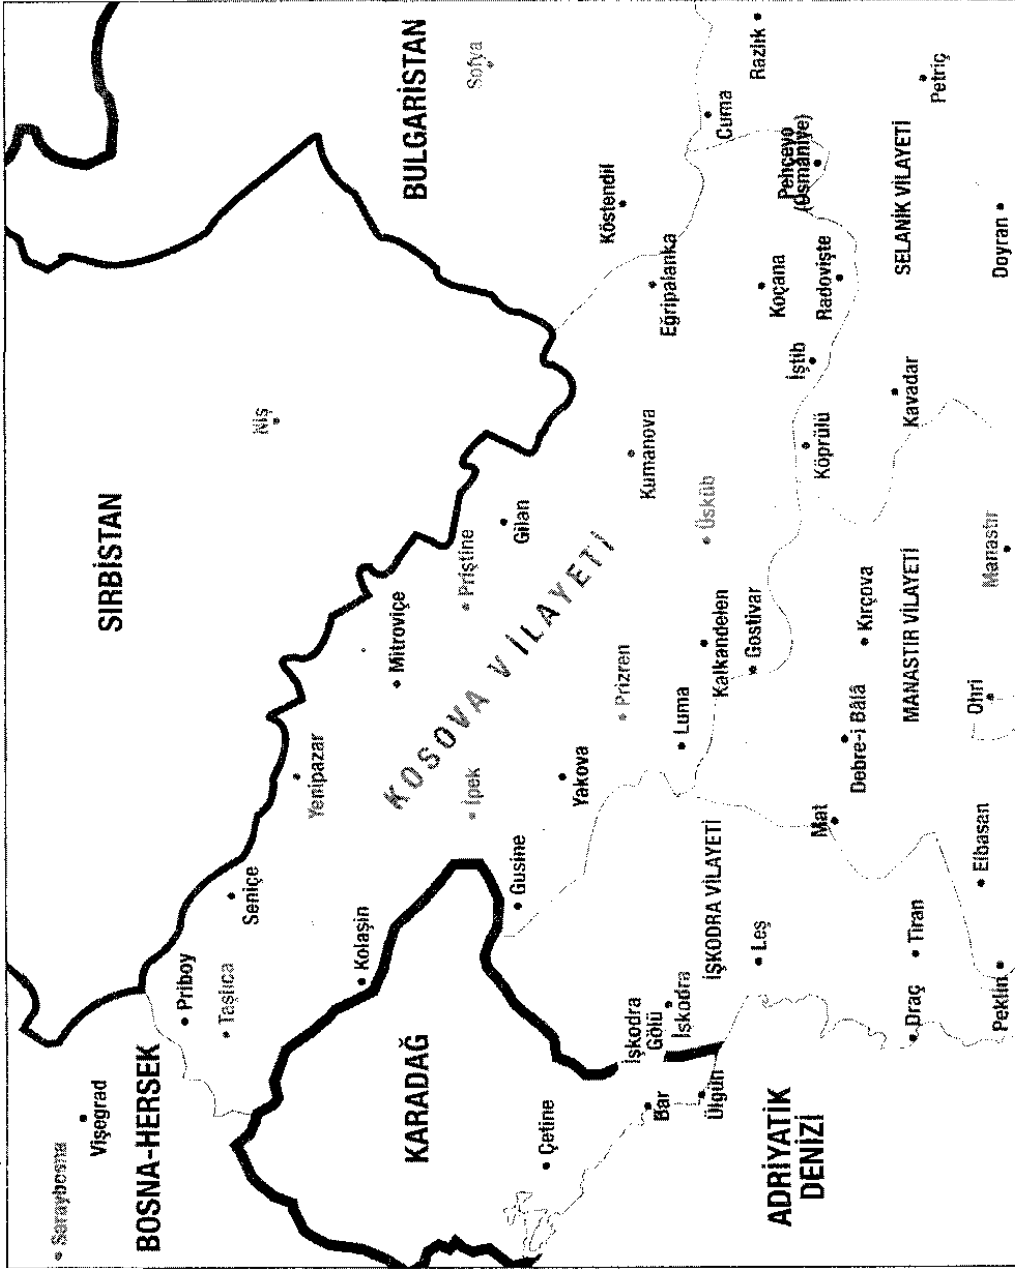 Saraybosna
Vişegrad
BOSNA-HERSEK
Priboy
Taşlıca
Seniçe
Yenipazar
SIRBİSTAN
Niş
BULGARİSTAN
Sofya
Kolaşin
KARADAĞ
Çetine
Mitroviçe
Priştine
Gilan
KOSOVA VİLAYETİ
İpek
Gusine
Yakova
Prizren
Luma
Kalkandelen
Gostivar
Üsküb
Kumanova
Eğripalanka
Köstendil
Cuma
Razlık
Koçana
Pehçevo
(Osmaniye)
Radovişte
İştib
Köprülü
Kavadar
SELANİK VİLAYETİ
Petriç
Doyran
İşkodra
Gölü
İskodra
Bar
Ülgün
İŞKODRA VİLAYETİ
Leş
Mat
Debre-i Bâlâ
Kırçova
MANASTIR VİLAYETİ
Manastır
Ohri
Elbasan
Tiran
Draç
Peklin
ADRİYATİK
DENİZİ